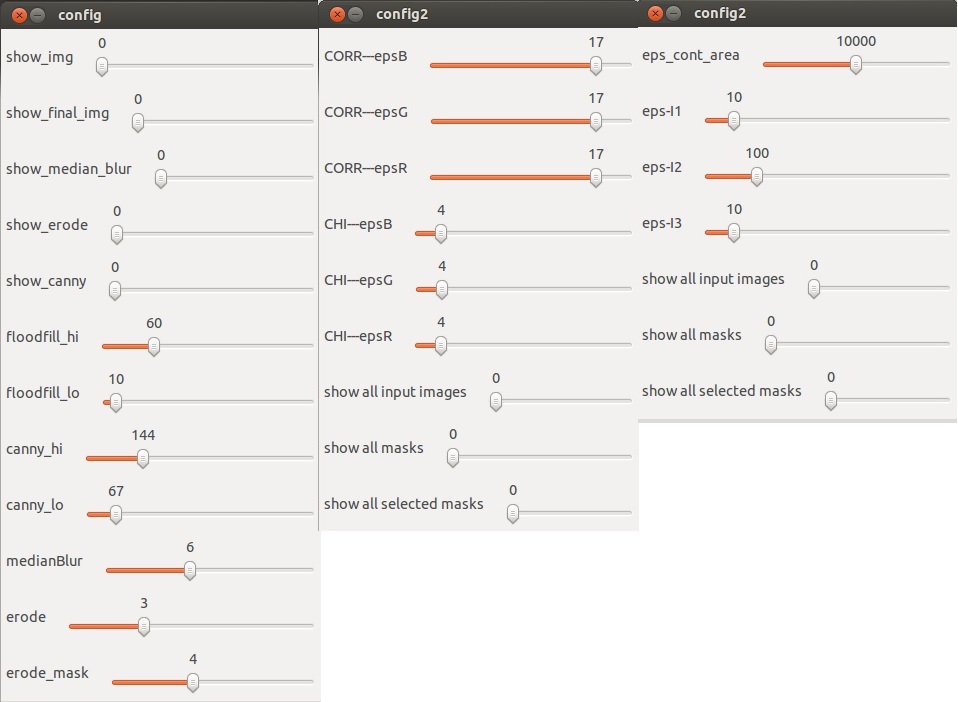 config
show_img 0
show_final_img 0
show_median_blur 0
show_erode 0
show_canny 0
floodfill_hi 60
floodfill_lo 10
canny_hi 144
canny_lo 67
medianBlur 6
erode 3
erode_mask 4
config2
CORR---epsB 17
CORR---epsG 17
CORR---epsR 17
CHI---epsB 4
CHI---epsG 4
CHI---epsR 4
show all input images 0
show all masks 0
show all selected masks 0
config2
eps_cont_area 10000
eps-I1 10
eps-I2 100
eps-I3 10
show all input images 0
show all masks 0
show all selected masks 0